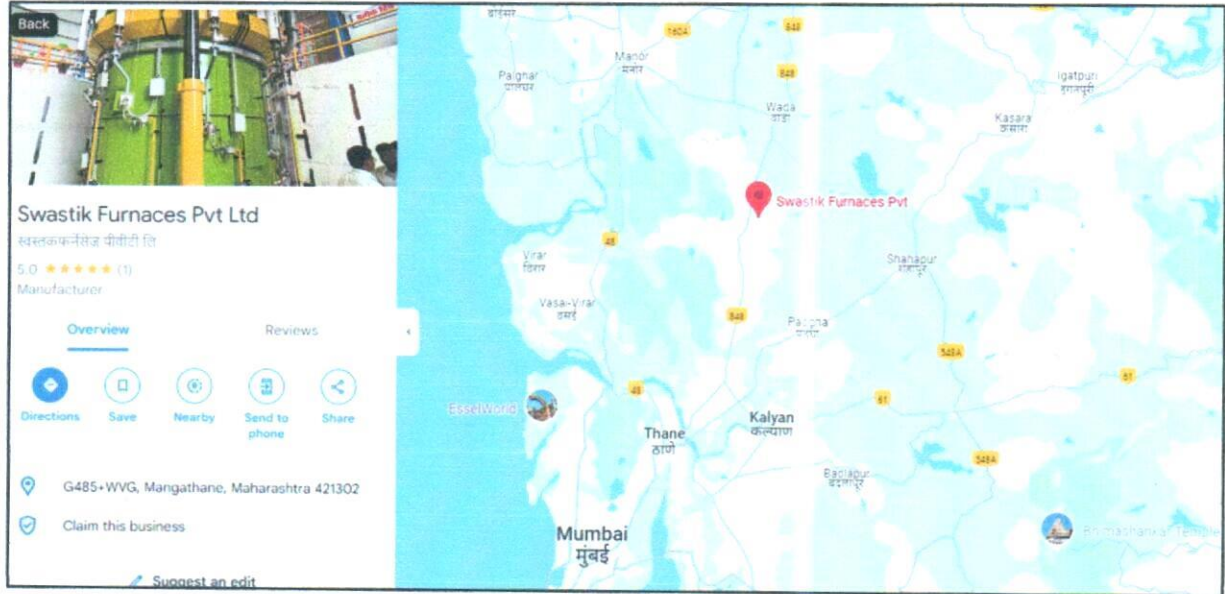 Back
Swastik Furnaces Pvt Ltd
स्वस्तकफर्नेसेज पीवीटी लि
5.0 ★★★★★ (1)
Manufacturer
Overview
Reviews
Directions
Save
Nearby
Send to
phone
Share
G485+WVG, Mangathane, Maharashtra 421302
Claim this business
Suggest an edit
160A
848
Manor
मनोर
848
Palghar
पालघर
Wada
वाडा
Igatpuri
इगतपुरी
Kasara
कसारा
Swastik Furnaces Pvt
48
Virar
विरार
Shahapur
शहापूर
Vasai-Virar
वसई
848
Padgha
548A
61
EsselWorld
48
61
Thane
ठाणे
Kalyan
कल्याण
548A
Badlapur
बदलापूर
Mumbai
मुंबई
Bhimashankar Temple